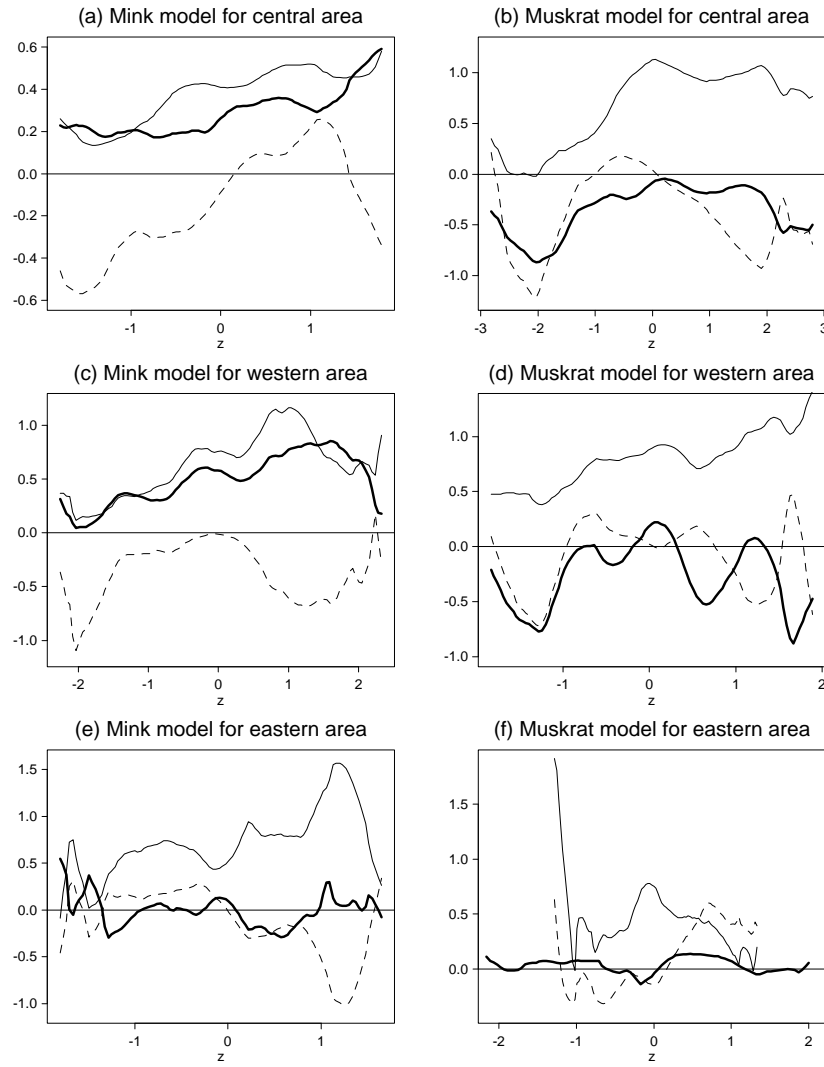 (a) Mink model for central area
0.6
0.4
0.2
0.0
-0.2
-0.4
-0.6
-1 0 1
z
(b) Muskrat model for central area
1.0
0.5
0.0
-0.5
-1.0
-3 -2 -1 0 1 2 3
z
(c) Mink model for western area
1.0
0.5
0.0
-0.5
-1.0
-2 -1 0 1 2
z
(d) Muskrat model for western area
1.0
0.5
0.0
-0.5
-1.0
-1 0 1 2
z
(e) Mink model for eastern area
1.5
1.0
0.5
0.0
-0.5
-1.0
-1 0 1
z
(f) Muskrat model for eastern area
1.5
1.0
0.5
0.0
-2 -1 0 1 2
z